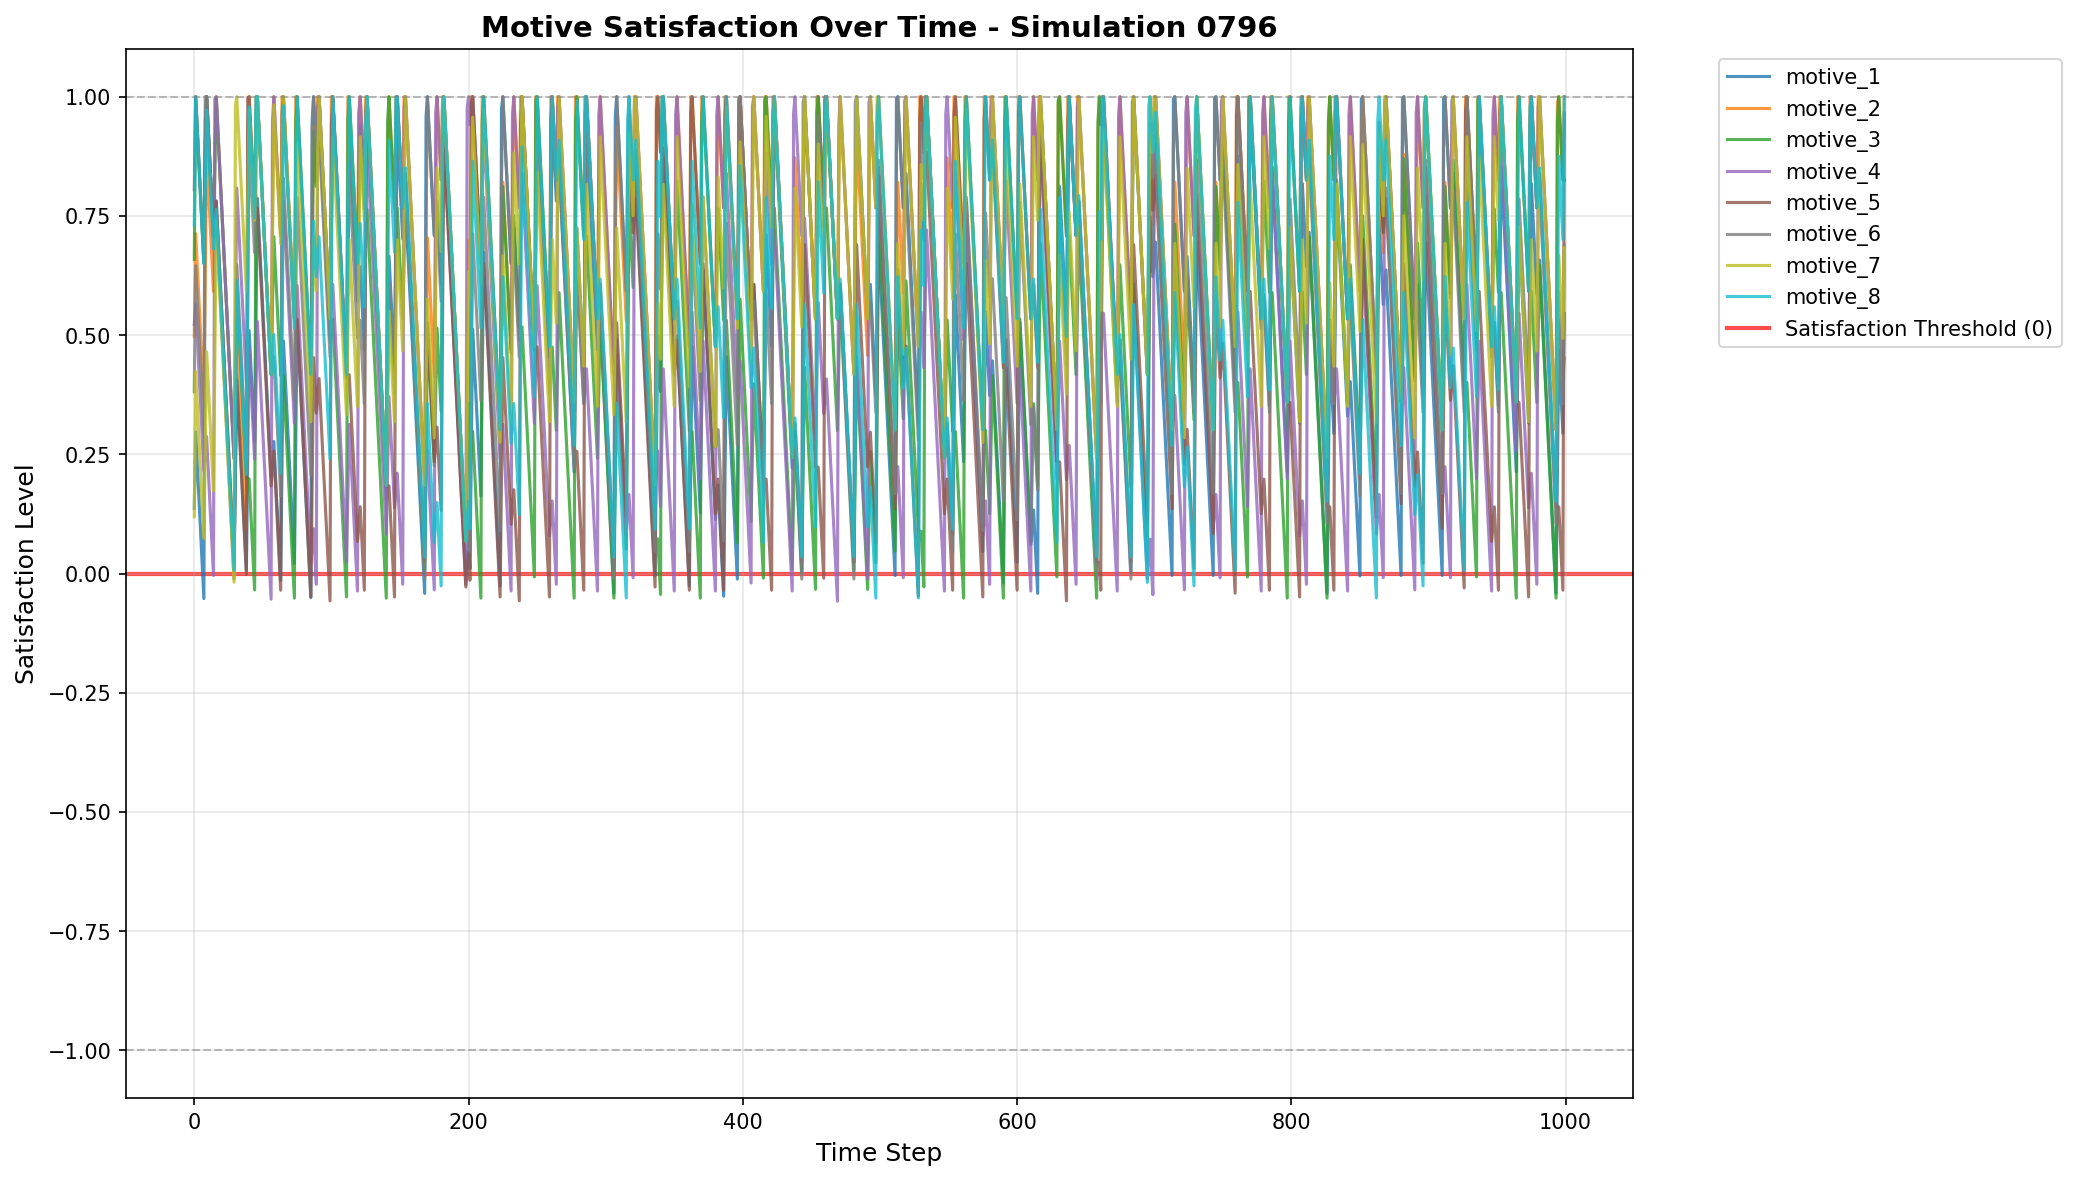 Motive Satisfaction Over Time - Simulation 0796
Satisfaction Level
1.00
0.75
0.50
0.25
0.00
−0.25
−0.50
−0.75
−1.00
0
200
400
600
800
1000
Time Step
motive_1
motive_2
motive_3
motive_4
motive_5
motive_6
motive_7
motive_8
Satisfaction Threshold (0)